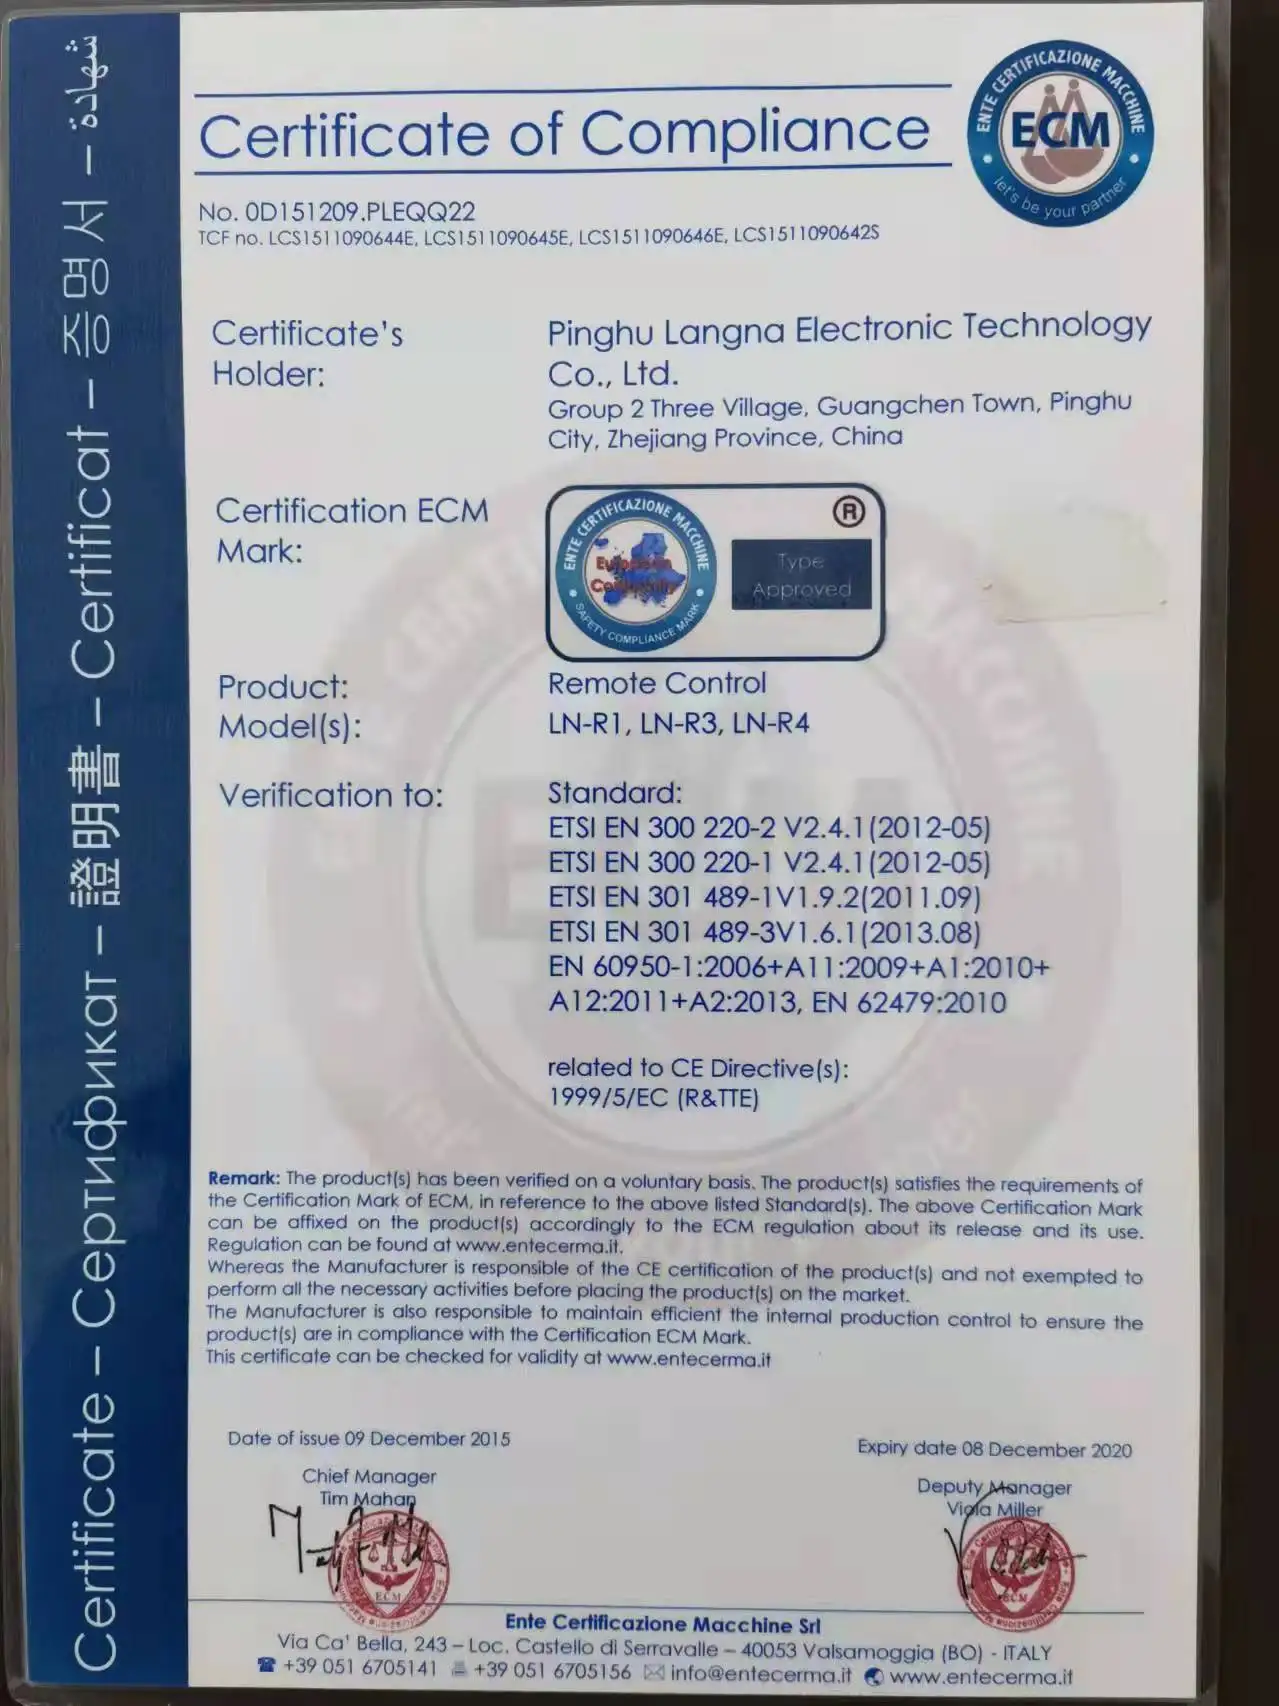 Certificate – Сертификат – 證明書 – Certificat – 증명서 – شهادة
Certificate of Compliance
ENTE CERTIFICAZIONE MACCHINE
ECM
let's be your partner
No. 0D151209.PLEQQ22
TCF no. LCS1511090644E, LCS1511090645E, LCS1511090646E, LCS1511090642S
Certificate's
Holder:
Pinghu Langna Electronic Technology
Co., Ltd.
Group 2 Three Village, Guangchen Town, Pinghu
City, Zhejiang Province, China
Certification ECM
Mark:
ENTE CERTIFICAZIONE MACCHINE
European
Conformity
SAFETY COMPLIANCE MARK
®
Type
Approved
Product:
Remote Control
Model(s):
LN-R1, LN-R3, LN-R4
Verification to:
Standard:
ETSI EN 300 220-2 V2.4.1(2012-05)
ETSI EN 300 220-1 V2.4.1(2012-05)
ETSI EN 301 489-1V1.9.2(2011.09)
ETSI EN 301 489-3V1.6.1(2013.08)
EN 60950-1:2006+A11:2009+A1:2010+
A12:2011+A2:2013, EN 62479:2010
related to CE Directive(s):
1999/5/EC (R&TTE)
Remark: The product(s) has been verified on a voluntary basis. The product(s) satisfies the requirements of
the Certification Mark of ECM, in reference to the above listed Standard(s). The above Certification Mark
can be affixed on the product(s) accordingly to the ECM regulation about its release and its use.
Regulation can be found at www.entecerma.it.
Whereas the Manufacturer is responsible of the CE certification of the product(s) and not exempted to
perform all the necessary activities before placing the product(s) on the market.
The Manufacturer is also responsible to maintain efficient the internal production control to ensure the
product(s) are in compliance with the Certification ECM Mark.
This certificate can be checked for validity at www.entecerma.it
Date of issue 09 December 2015
Expiry date 08 December 2020
Chief Manager
Tim Mahan
Deputy Manager
Viola Miller
ECM
ECM
Ente Certificazione Macchine Srl
Via Ca' Bella, 243 – Loc. Castello di Serravalle – 40053 Valsamoggia (BO) - ITALY
☎ +39 051 6705141 +39 051 6705156 ✉ info@entecerma.it www.entecerma.it